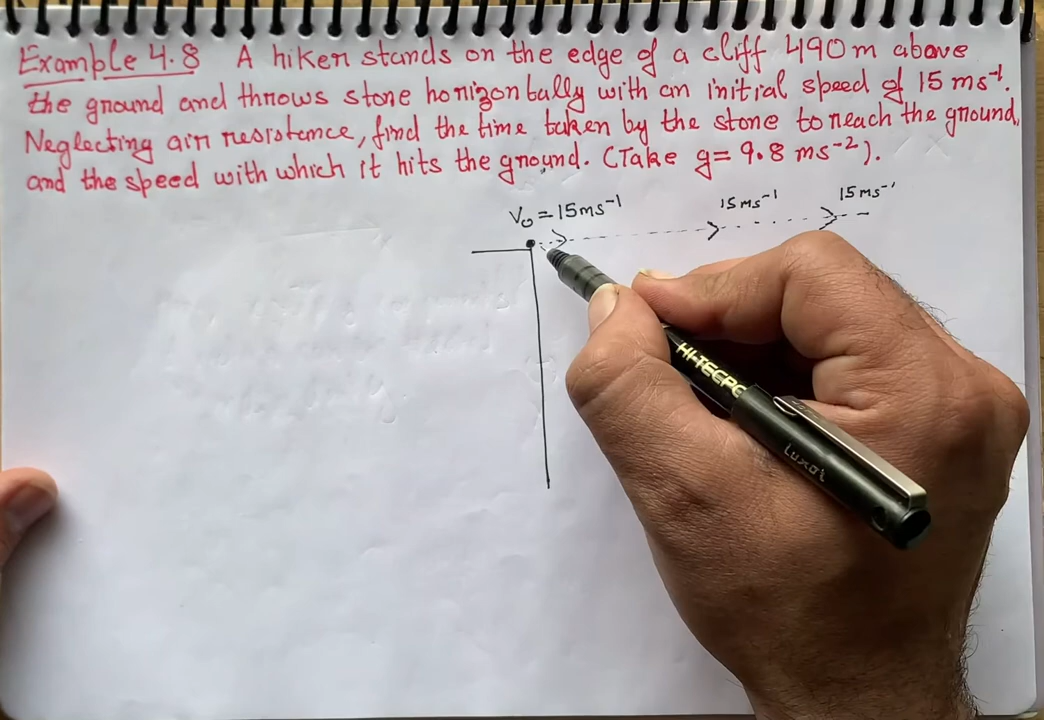 Example 4.8 A hiker stands on the edge of a cliff 490m above
the ground and throws stone horizontally with an initial speed of 15 ms⁻¹.
Neglecting air resistance, find the time taken by the stone to reach the ground,
and the speed with which it hits the ground. (Take g = 9.8 ms⁻²).
V₀ = 15ms⁻¹ 15ms⁻¹ 15ms⁻¹
HI-TECPO
Luxor